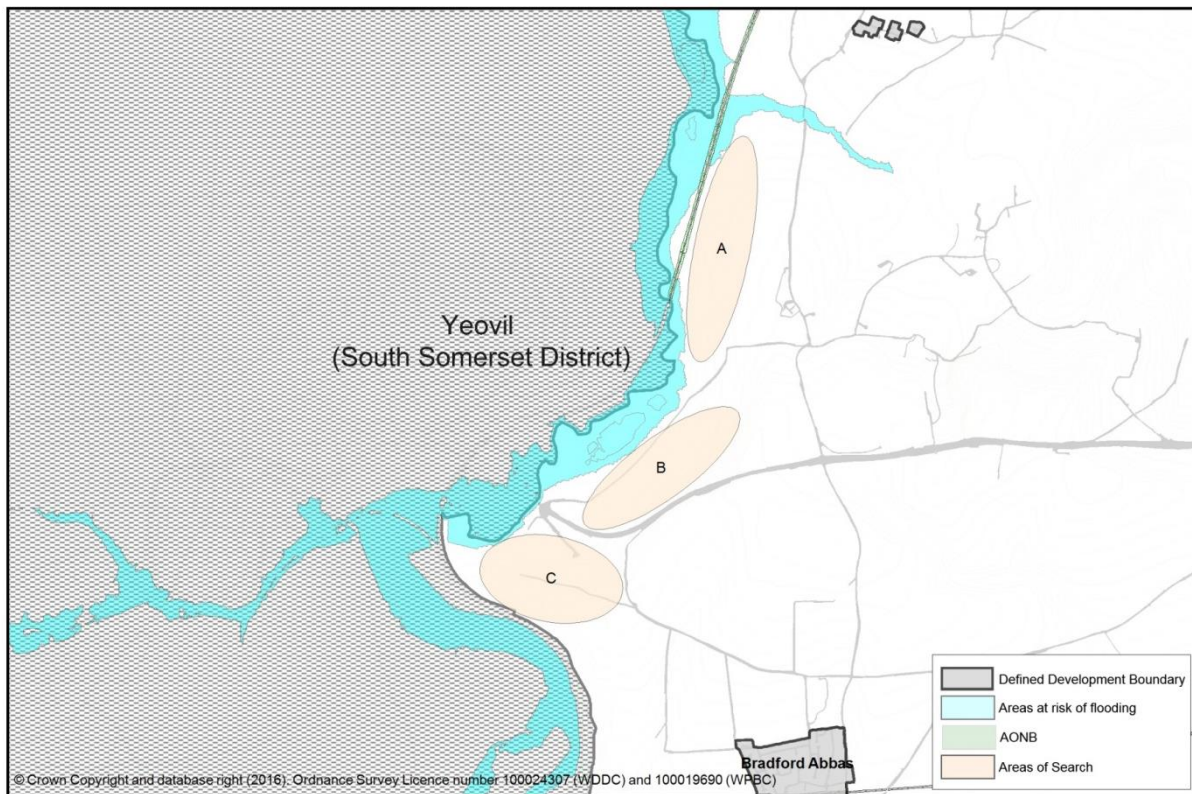 Yeovil
(South Somerset District)
A
B
C
Bradford Abbas
Defined Development Boundary
Areas at risk of flooding
AONB
Areas of Search
© Crown Copyright and database right (2016). Ordnance Survey Licence number 100024307 (WDDC) and 100019690 (WPBC)